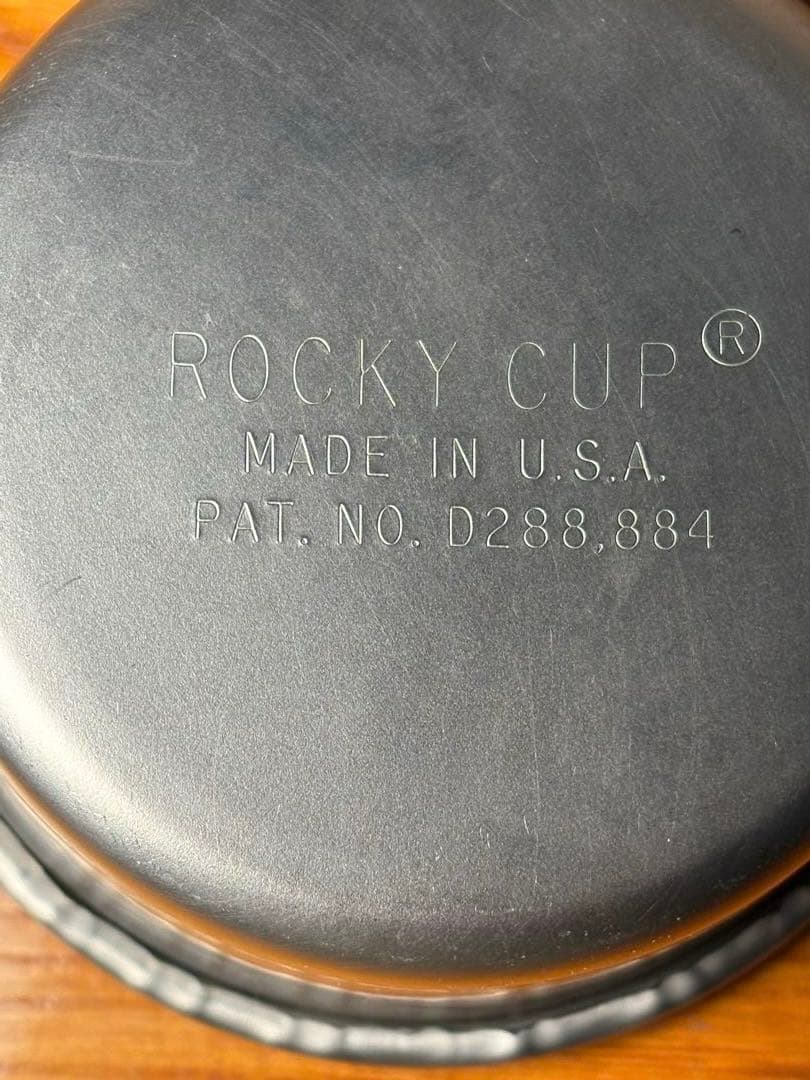 ROCKY CUP®
MADE IN U.S.A.
PAT. NO. D288,884